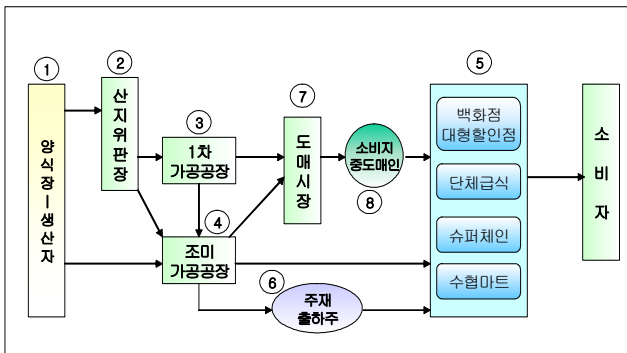 ①
양식장-생산자
②
산지위판장
③
1차
가공공장
④
조미
가공공장
⑦
도매시장
소비지
중도매인
⑧
⑥
주재
출하주
⑤
백화점
대형할인점
단체급식
슈퍼체인
수협마트
소비자